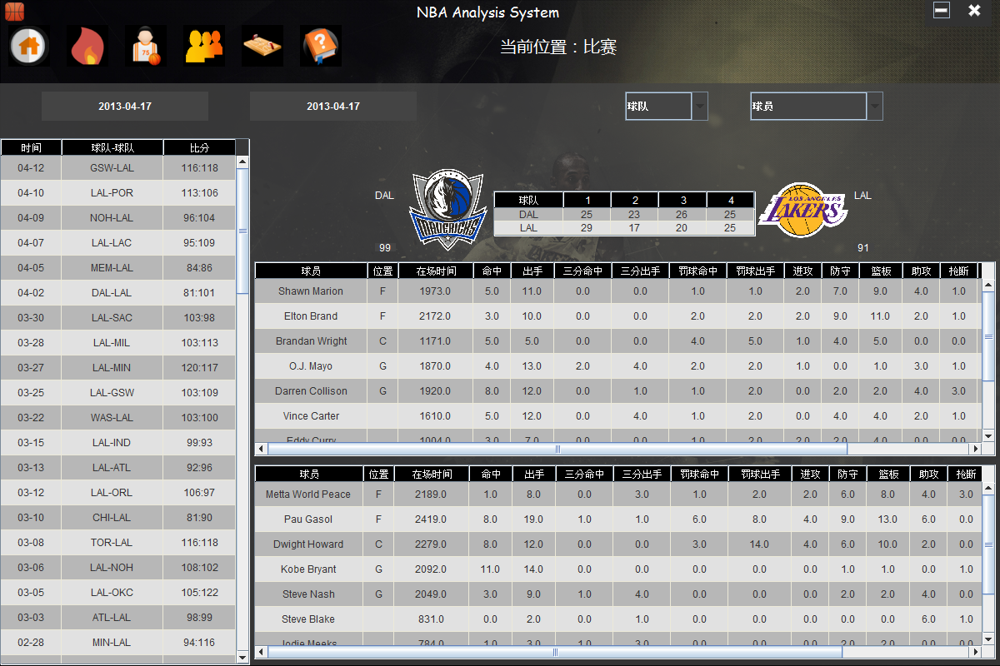 NBA Analysis System
当前位置：比赛
2013-04-17 2013-04-17 球队 球员
时间 球队-球队 比分
04-12 GSW-LAL 116:118
04-10 LAL-POR 113:106
04-09 NOH-LAL 96:104
04-07 LAL-LAC 95:109
04-05 MEM-LAL 84:86
04-02 DAL-LAL 81:101
03-30 LAL-SAC 103:98
03-28 LAL-MIL 103:113
03-27 LAL-MIN 120:117
03-25 LAL-GSW 103:109
03-22 WAS-LAL 103:100
03-15 LAL-IND 99:93
03-13 LAL-ATL 92:96
03-12 LAL-ORL 106:97
03-10 CHI-LAL 81:90
03-08 TOR-LAL 116:118
03-06 LAL-NOH 108:102
03-05 LAL-OKC 105:122
03-03 ATL-LAL 98:99
02-28 MIN-LAL 94:116
DAL
99
DALLAS
MAVERICKS
球队 1 2 3 4
DAL 25 23 26 25
LAL 29 17 20 25
LOS ANGELES
LAKERS
LAL
91
球员 位置 在场时间 命中 出手 三分命中 三分出手 罚球命中 罚球出手 进攻 防守 篮板 助攻 抢断
Shawn Marion F 1973.0 5.0 11.0 0.0 0.0 1.0 1.0 2.0 7.0 9.0 4.0 1.0
Elton Brand F 2172.0 3.0 10.0 0.0 0.0 2.0 2.0 2.0 9.0 11.0 2.0 1.0
Brandan Wright C 1171.0 5.0 5.0 0.0 0.0 4.0 5.0 1.0 4.0 5.0 0.0 0.0
O.J. Mayo G 1870.0 4.0 13.0 2.0 4.0 2.0 2.0 1.0 0.0 1.0 3.0 1.0
Darren Collison G 1920.0 8.0 12.0 0.0 1.0 1.0 2.0 0.0 2.0 2.0 4.0 3.0
Vince Carter 1610.0 5.0 12.0 0.0 4.0 1.0 2.0 0.0 4.0 4.0 2.0 1.0
Eddy Curry 1004.0 3.0 7.0 0.0 0.0 1.0 2.0 2.0 2.0 4.0 0.0 0.0
球员 位置 在场时间 命中 出手 三分命中 三分出手 罚球命中 罚球出手 进攻 防守 篮板 助攻 抢断
Metta World Peace F 2189.0 1.0 8.0 0.0 3.0 1.0 2.0 2.0 6.0 8.0 4.0 3.0
Pau Gasol F 2419.0 8.0 19.0 1.0 1.0 6.0 8.0 4.0 9.0 13.0 6.0 0.0
Dwight Howard C 2279.0 8.0 12.0 0.0 0.0 3.0 14.0 4.0 6.0 10.0 2.0 0.0
Kobe Bryant G 2092.0 11.0 14.0 0.0 0.0 0.0 0.0 0.0 1.0 1.0 0.0 1.0
Steve Nash G 2049.0 3.0 9.0 1.0 4.0 0.0 0.0 0.0 2.0 2.0 4.0 0.0
Steve Blake 831.0 0.0 2.0 0.0 1.0 0.0 0.0 0.0 0.0 0.0 6.0 1.0
Jodie Meeks 784.0 1.0 3.0 1.0 3.0 0.0 0.0 0.0 2.0 2.0 0.0 0.0